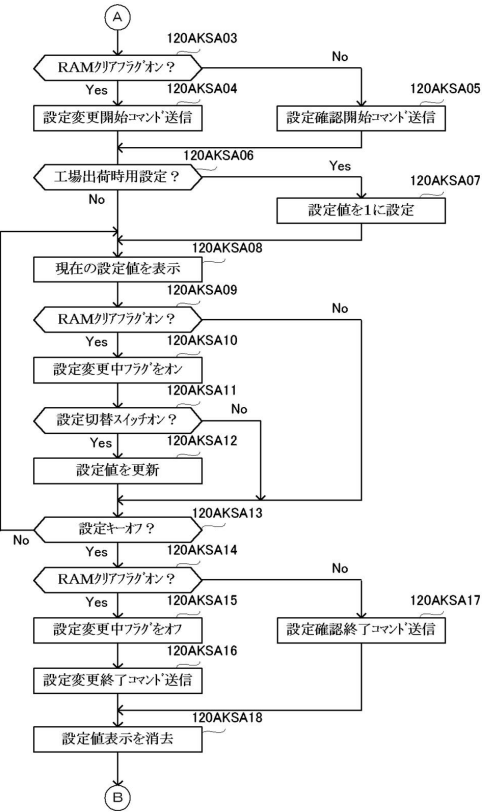 A
120AKSA03
RAMクリアフラグオン？
No
Yes
120AKSA04
120AKSA05
設定変更開始コマンド送信
設定確認開始コマンド送信
120AKSA06
工場出荷時用設定？
Yes
No
120AKSA07
設定値を1に設定
120AKSA08
現在の設定値を表示
120AKSA09
RAMクリアフラグオン？
No
Yes
120AKSA10
設定変更中フラグをオン
120AKSA11
設定切替スイッチオン？
No
Yes
120AKSA12
設定値を更新
120AKSA13
設定キーオフ？
No
Yes
120AKSA14
RAMクリアフラグオン？
No
Yes
120AKSA15
120AKSA17
設定変更中フラグをオフ
設定確認終了コマンド送信
120AKSA16
設定変更終了コマンド送信
120AKSA18
設定値表示を消去
B